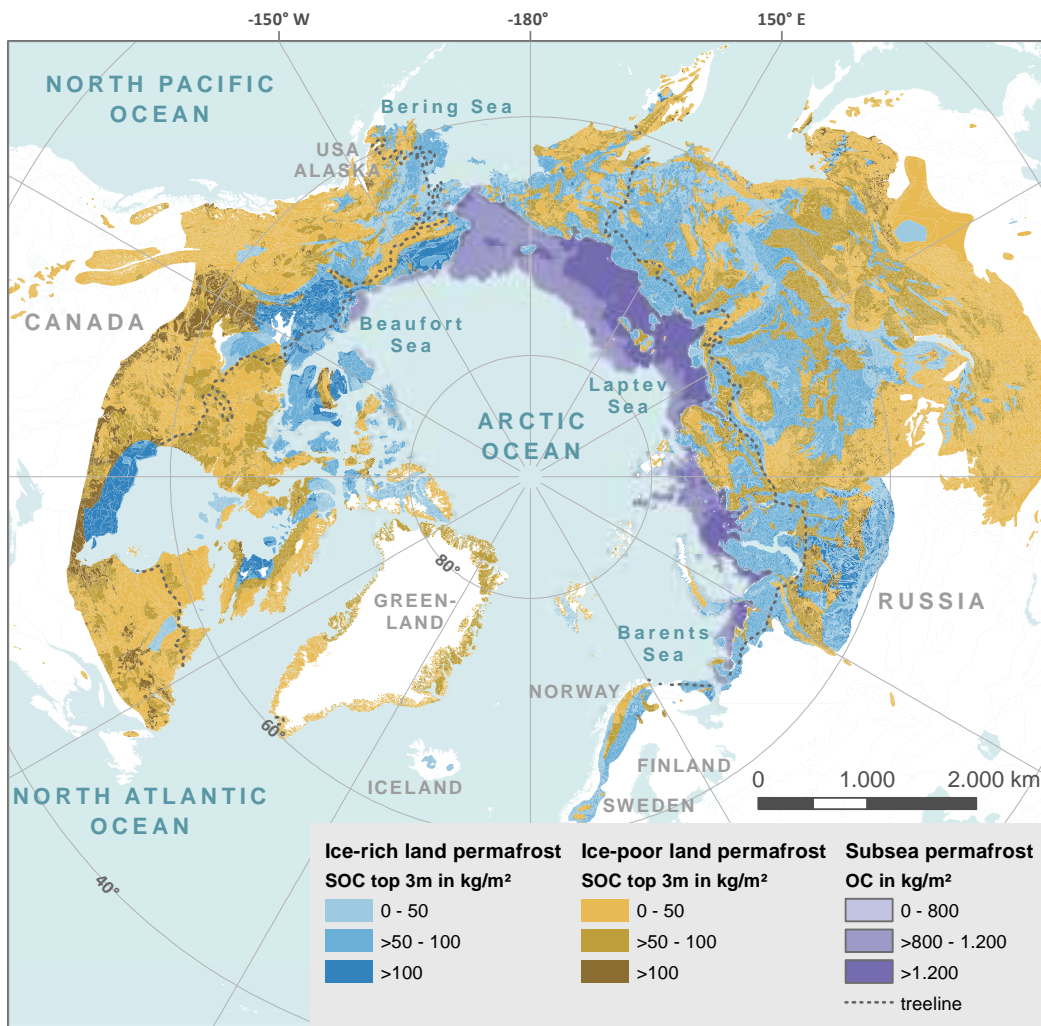 -150° W
-180°
150° E
NORTH PACIFIC
OCEAN
Bering Sea
USA
ALASKA
CANADA
Beaufort
Sea
Laptev
Sea
ARCTIC
OCEAN
80°
GREEN-
LAND
RUSSIA
Barents
Sea
NORWAY
60°
FINLAND
ICELAND
SWEDEN
0
1.000
2.000 km
NORTH ATLANTIC
OCEAN
40°
Ice-rich land permafrost
SOC top 3m in kg/m²
0 - 50
>50 - 100
>100
Ice-poor land permafrost
SOC top 3m in kg/m²
0 - 50
>50 - 100
>100
Subsea permafrost
OC in kg/m²
0 - 800
>800 - 1.200
>1.200
treeline